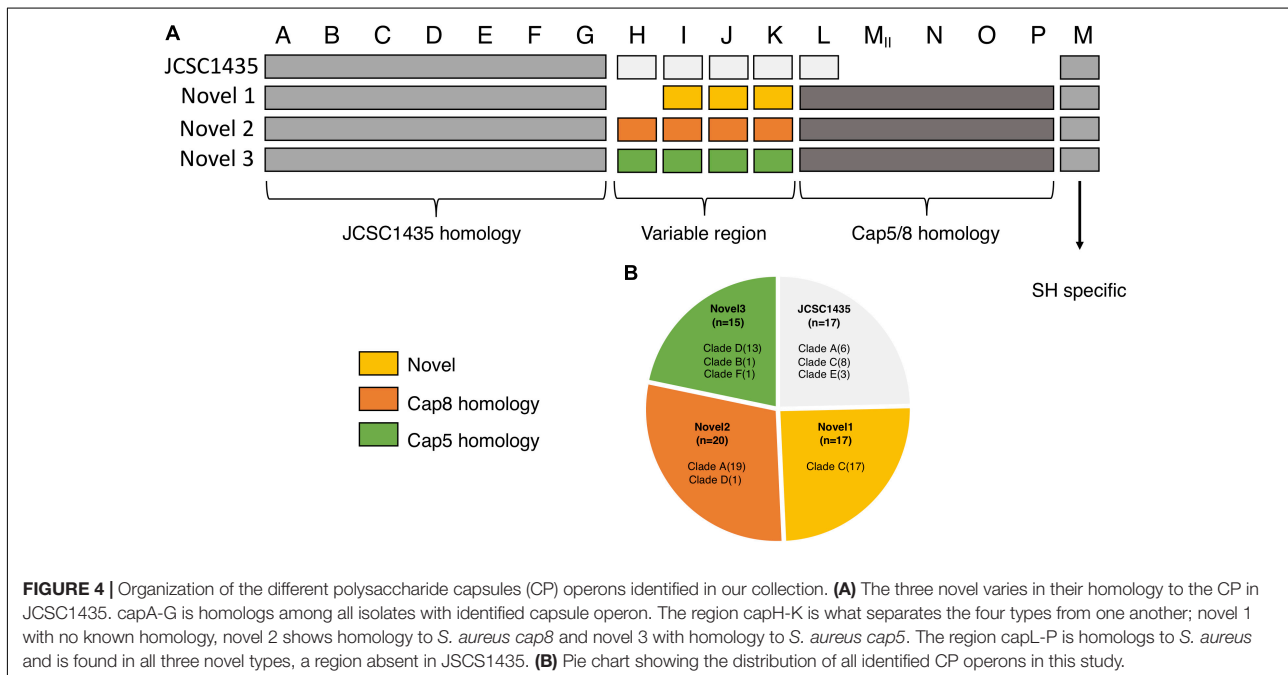 A
A B C D E F G H I J K L M II N O P M
JCSC1435
Novel 1
Novel 2
Novel 3
JCSC1435 homology
Variable region
Cap5/8 homology
SH specific
B
Novel
Cap8 homology
Cap5 homology
Novel3
(n=15)
Clade D(13)
Clade B(1)
Clade F(1)
JCSC1435
(n=17)
Clade A(6)
Clade C(8)
Clade E(3)
Novel2
(n=20)
Clade A(19)
Clade D(1)
Novel1
(n=17)
Clade C(17)
FIGURE 4 | Organization of the different polysaccharide capsules (CP) operons identified in our collection. (A) The three novel varies in their homology to the CP in
JCSC1435. capA-G is homologs among all isolates with identified capsule operon. The region capH-K is what separates the four types from one another; novel 1
with no known homology, novel 2 shows homology to S. aureus cap8 and novel 3 with homology to S. aureus cap5. The region capL-P is homologs to S. aureus
and is found in all three novel types, a region absent in JSCS1435. (B) Pie chart showing the distribution of all identified CP operons in this study.